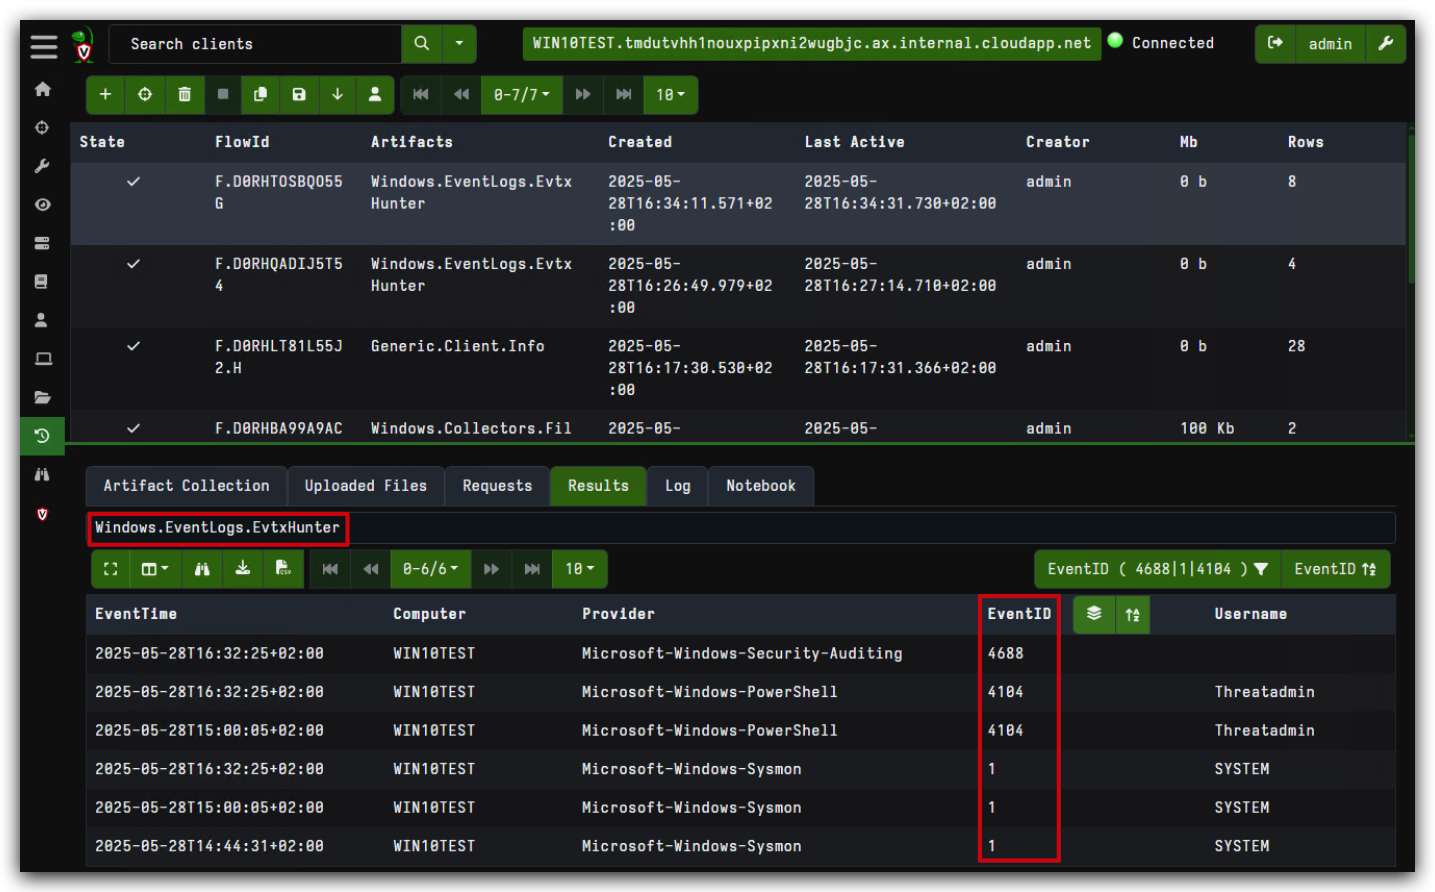 Search clients
WIN10TEST.tmdutvhh1nouxpipxni2wugbjc.ax.internal.cloudapp.net Connected admin
0-7/7 10
State FlowId Artifacts Created Last Active Creator Mb Rows
F.D0RHTOSBQO55 Windows.EventLogs.Evtx 2025-05- 2025-05- admin 0 b 8
G Hunter 28T16:34:11.571+02 28T16:34:31.730+02:00
:00
F.D0RHQADIJ5T5 Windows.EventLogs.Evtx 2025-05- 2025-05- admin 0 b 4
4 Hunter 28T16:26:49.979+02 28T16:27:14.710+02:00
:00
F.D0RHLT81L55J Generic.Client.Info 2025-05- 2025-05- admin 0 b 28
2.H 28T16:17:30.530+02 28T16:17:31.366+02:00
:00
F.D0RHBA99A9AC Windows.Collectors.Fil 2025-05- 2025-05- admin 100 Kb 2
Artifact Collection Uploaded Files Requests Results Log Notebook
Windows.EventLogs.EvtxHunter
CSV 0-6/6 10 EventID ( 4688|1|4104 ) EventID
EventTime Computer Provider EventID Username
2025-05-28T16:32:25+02:00 WIN10TEST Microsoft-Windows-Security-Auditing 4688
2025-05-28T16:32:25+02:00 WIN10TEST Microsoft-Windows-PowerShell 4104 Threatadmin
2025-05-28T15:00:05+02:00 WIN10TEST Microsoft-Windows-PowerShell 4104 Threatadmin
2025-05-28T16:32:25+02:00 WIN10TEST Microsoft-Windows-Sysmon 1 SYSTEM
2025-05-28T15:00:05+02:00 WIN10TEST Microsoft-Windows-Sysmon 1 SYSTEM
2025-05-28T14:44:31+02:00 WIN10TEST Microsoft-Windows-Sysmon 1 SYSTEM